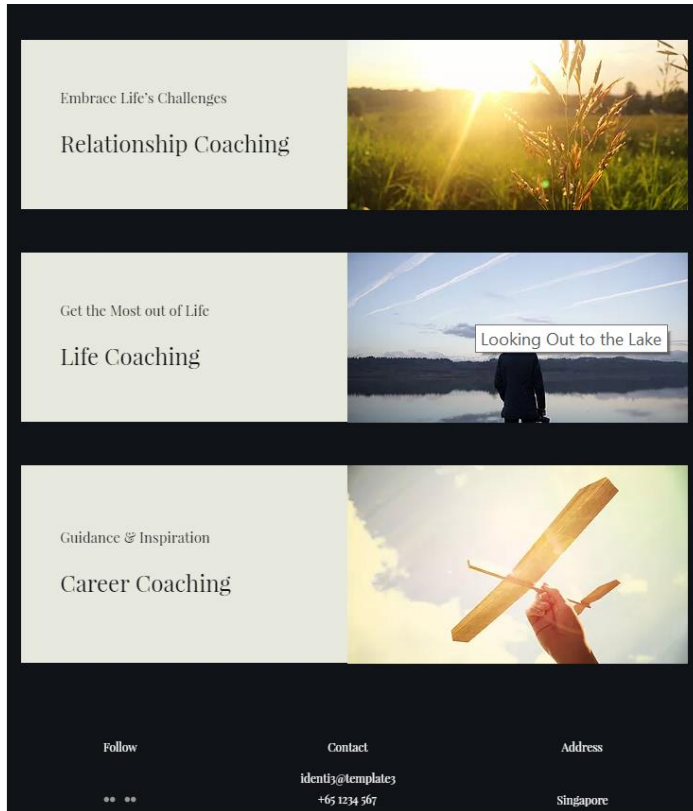 Embrace Life's Challenges
Relationship Coaching
Get the Most out of Life
Life Coaching
Looking Out to the Lake
Guidance & Inspiration
Career Coaching
Follow
Contact
identi3@template3
+65 1234 567
Address
Singapore